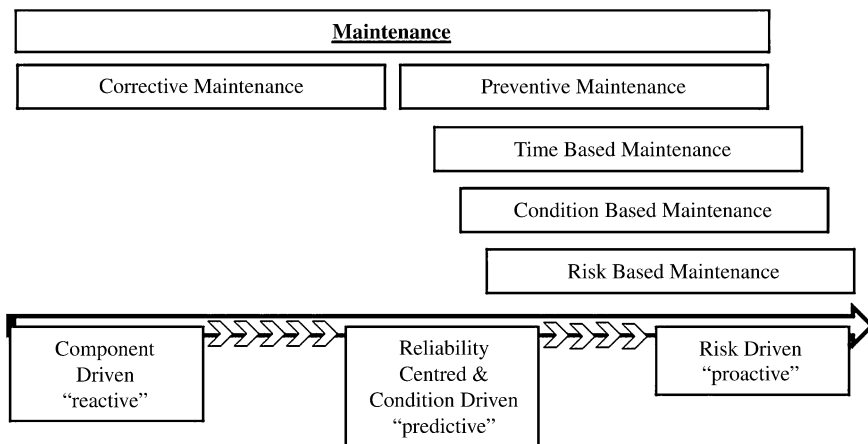 Maintenance
Corrective Maintenance
Preventive Maintenance
Time Based Maintenance
Condition Based Maintenance
Risk Based Maintenance
Component
Driven
“reactive”
Reliability
Centred &
Condition Driven
“predictive”
Risk Driven
“proactive”